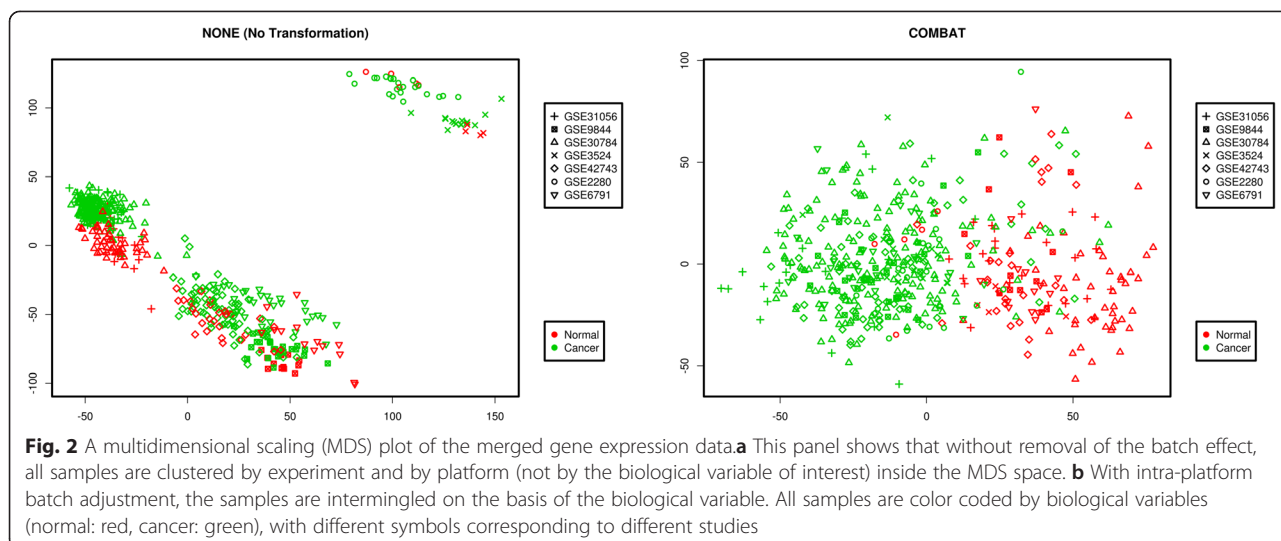 NONE (No Transformation)
100
50
0
-50
-100
-50
0
50
100
150
+ GSE31056
GSE9844
GSE30784
GSE3524
GSE42743
GSE2280
GSE6791
Normal
Cancer
COMBAT
100
50
0
-50
-50
0
50
GSE31056
GSE9844
GSE30784
GSE3524
GSE42743
GSE2280
GSE6791
Normal
Cancer
Fig. 2 A multidimensional scaling (MDS) plot of the merged gene expression data.a This panel shows that without removal of the batch effect,
all samples are clustered by experiment and by platform (not by the biological variable of interest) inside the MDS space. b With intra-platform
batch adjustment, the samples are intermingled on the basis of the biological variable. All samples are color coded by biological variables
(normal: red, cancer: green), with different symbols corresponding to different studies